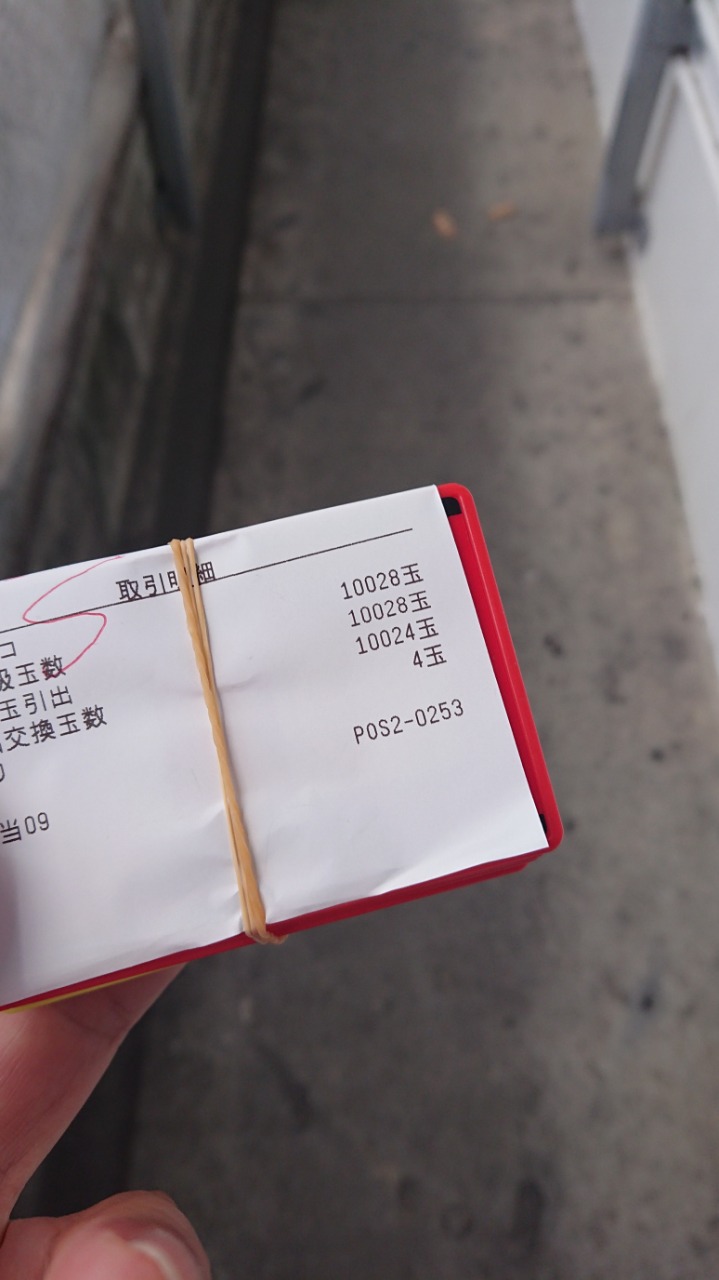 取引明細
コ 10028玉
扱玉数 10028玉
玉引出 10024玉
交換玉数 4玉
POS2-0253
当09